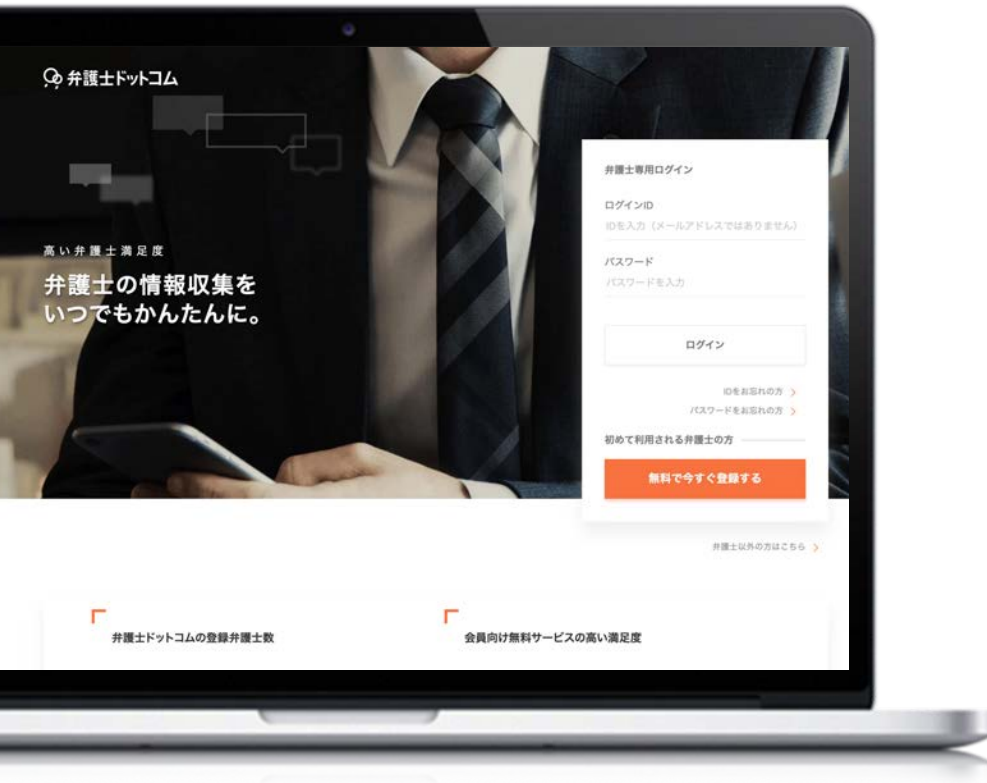 弁護士ドットコム
高い弁護士満足度
弁護士の情報収集を
いつでもかんたんに。
弁護士専用ログイン
ログインID
IDを入力（メールアドレスではありません）
パスワード
パスワードを入力
ログイン
IDをお忘れの方
パスワードをお忘れの方
初めて利用される弁護士の方
無料で今すぐ登録する
弁護士以外の方はこちら
弁護士ドットコムの登録弁護士数
会員向け無料サービスの高い満足度